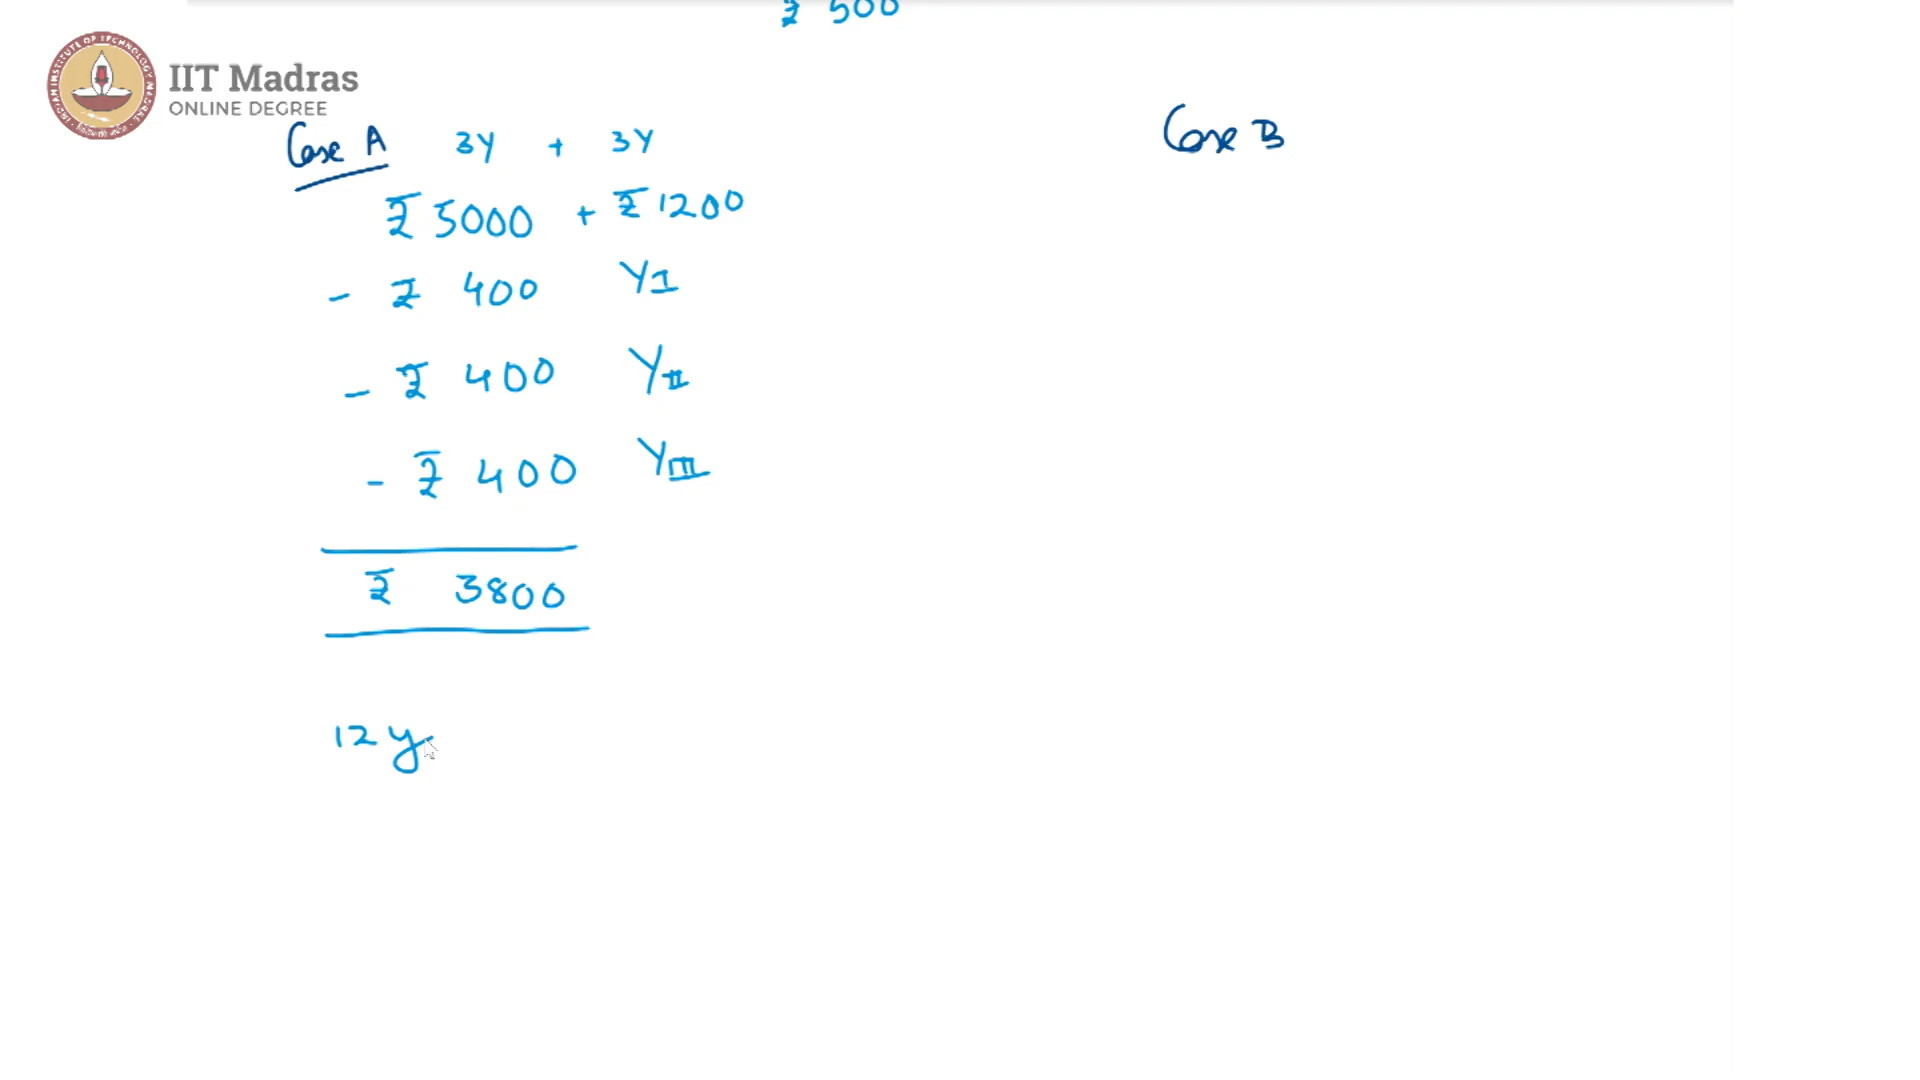 ₹ 500
IIT Madras
ONLINE DEGREE
Case A 3Y + 3Y
Case B
₹ 5000 + ₹ 1200
- ₹ 400 YI
- ₹ 400 YII
- ₹ 400 YIII
₹ 3800
12 y